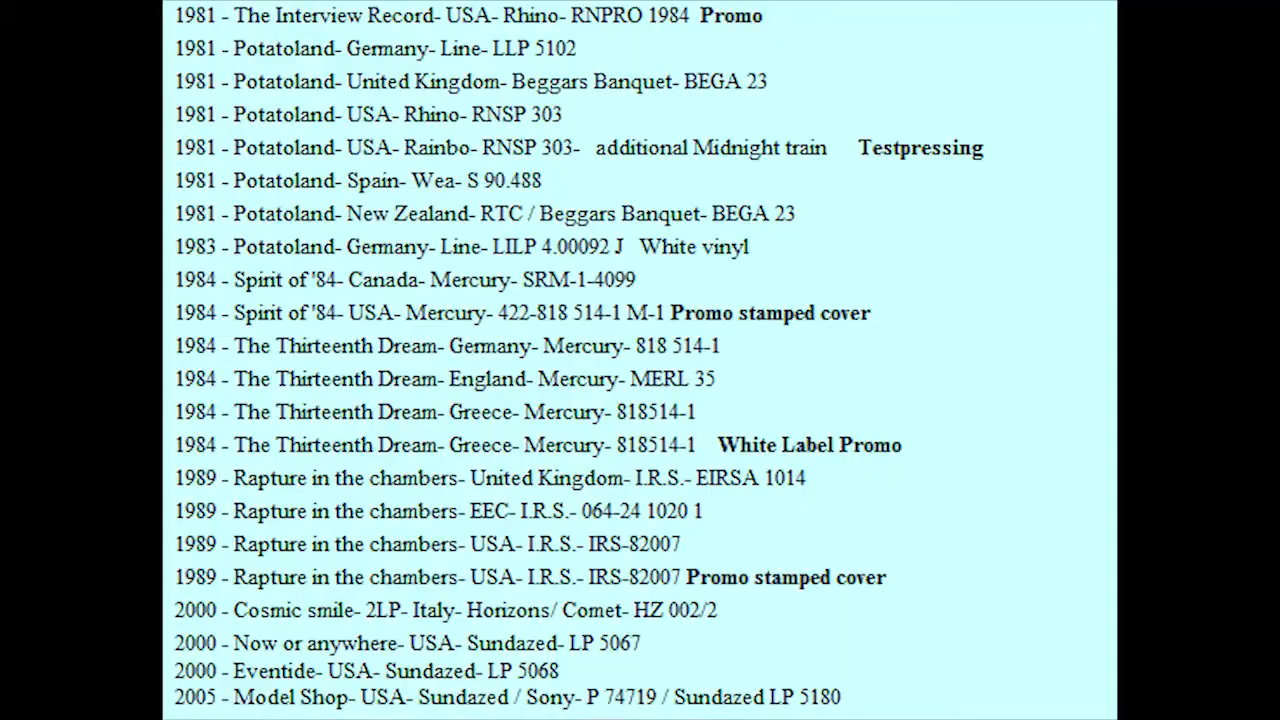 1981 - The Interview Record- USA- Rhino- RNPRO 1984 Promo
1981 - Potatoland- Germany- Line- LLP 5102
1981 - Potatoland- United Kingdom- Beggars Banquet- BEGA 23
1981 - Potatoland- USA- Rhino- RNSP 303
1981 - Potatoland- USA- Rainbo- RNSP 303- additional Midnight train Testpressing
1981 - Potatoland- Spain- Wea- S 90.488
1981 - Potatoland- New Zealand- RTC / Beggars Banquet- BEGA 23
1983 - Potatoland- Germany- Line- LILP 4.00092 J White vinyl
1984 - Spirit of '84- Canada- Mercury- SRM-1-4099
1984 - Spirit of '84- USA- Mercury- 422-818 514-1 M-1 Promo stamped cover
1984 - The Thirteenth Dream- Germany- Mercury- 818 514-1
1984 - The Thirteenth Dream- England- Mercury- MERL 35
1984 - The Thirteenth Dream- Greece- Mercury- 818514-1
1984 - The Thirteenth Dream- Greece- Mercury- 818514-1 White Label Promo
1989 - Rapture in the chambers- United Kingdom- I.R.S.- EIRSA 1014
1989 - Rapture in the chambers- EEC- I.R.S.- 064-24 1020 1
1989 - Rapture in the chambers- USA- I.R.S.- IRS-82007
1989 - Rapture in the chambers- USA- I.R.S.- IRS-82007 Promo stamped cover
2000 - Cosmic smile- 2LP- Italy- Horizons/ Comet- HZ 002/2
2000 - Now or anywhere- USA- Sundazed- LP 5067
2000 - Eventide- USA- Sundazed- LP 5068
2005 - Model Shop- USA- Sundazed / Sony- P 74719 / Sundazed LP 5180